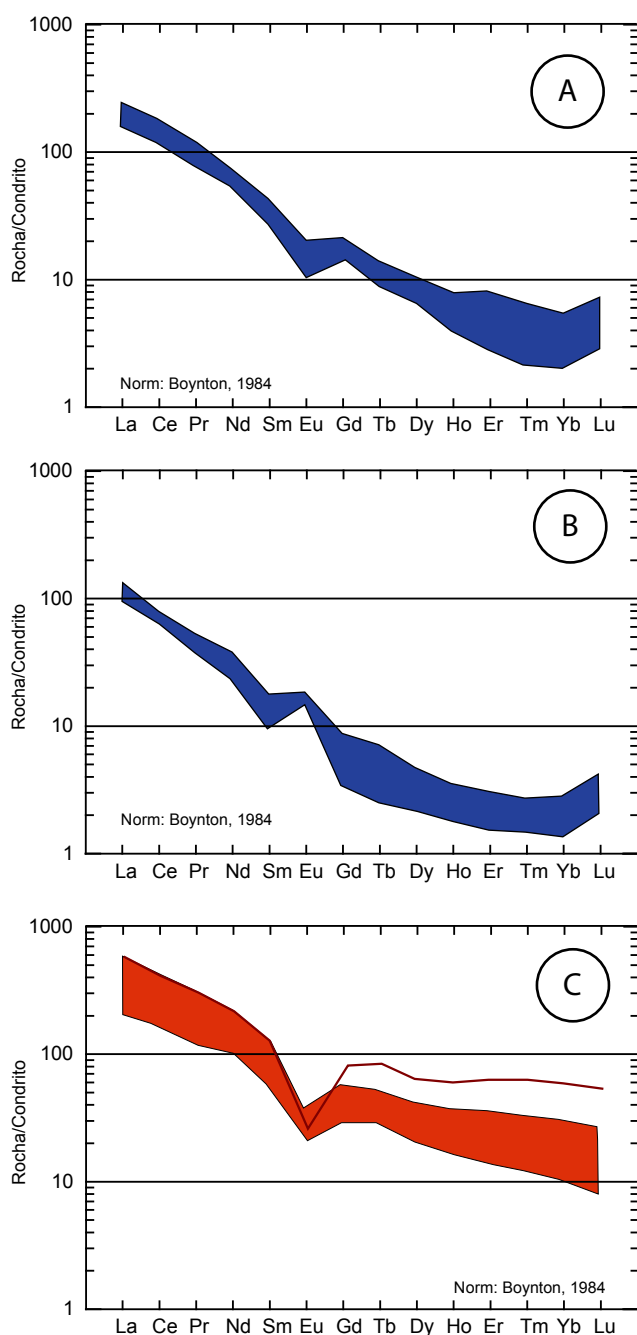 1000
A
100
Rocha/Condrito
10
Norm: Boynton, 1984
1
La Ce Pr Nd Sm Eu Gd Tb Dy Ho Er Tm Yb Lu
1000
B
100
Rocha/Condrito
10
Norm: Boynton, 1984
1
La Ce Pr Nd Sm Eu Gd Tb Dy Ho Er Tm Yb Lu
1000
C
100
Rocha/Condrito
10
Norm: Boynton, 1984
1
La Ce Pr Nd Sm Eu Gd Tb Dy Ho Er Tm Yb Lu